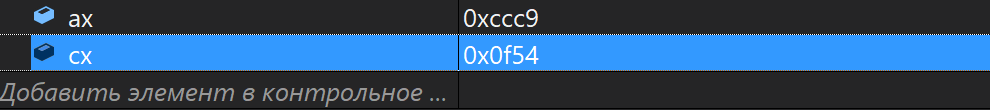 ax 0xccc9
cx 0x0f54
Добавить элемент в контрольное ...